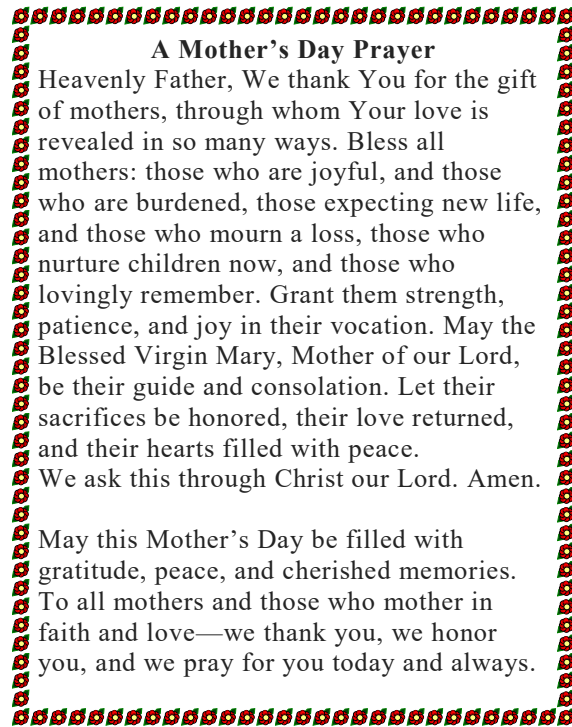 A Mother’s Day Prayer
Heavenly Father, We thank You for the gift
of mothers, through whom Your love is
revealed in so many ways. Bless all
mothers: those who are joyful, and those
who are burdened, those expecting new life,
and those who mourn a loss, those who
nurture children now, and those who
lovingly remember. Grant them strength,
patience, and joy in their vocation. May the
Blessed Virgin Mary, Mother of our Lord,
be their guide and consolation. Let their
sacrifices be honored, their love returned,
and their hearts filled with peace.
We ask this through Christ our Lord. Amen.
May this Mother’s Day be filled with
gratitude, peace, and cherished memories.
To all mothers and those who mother in
faith and love—we thank you, we honor
you, and we pray for you today and always.